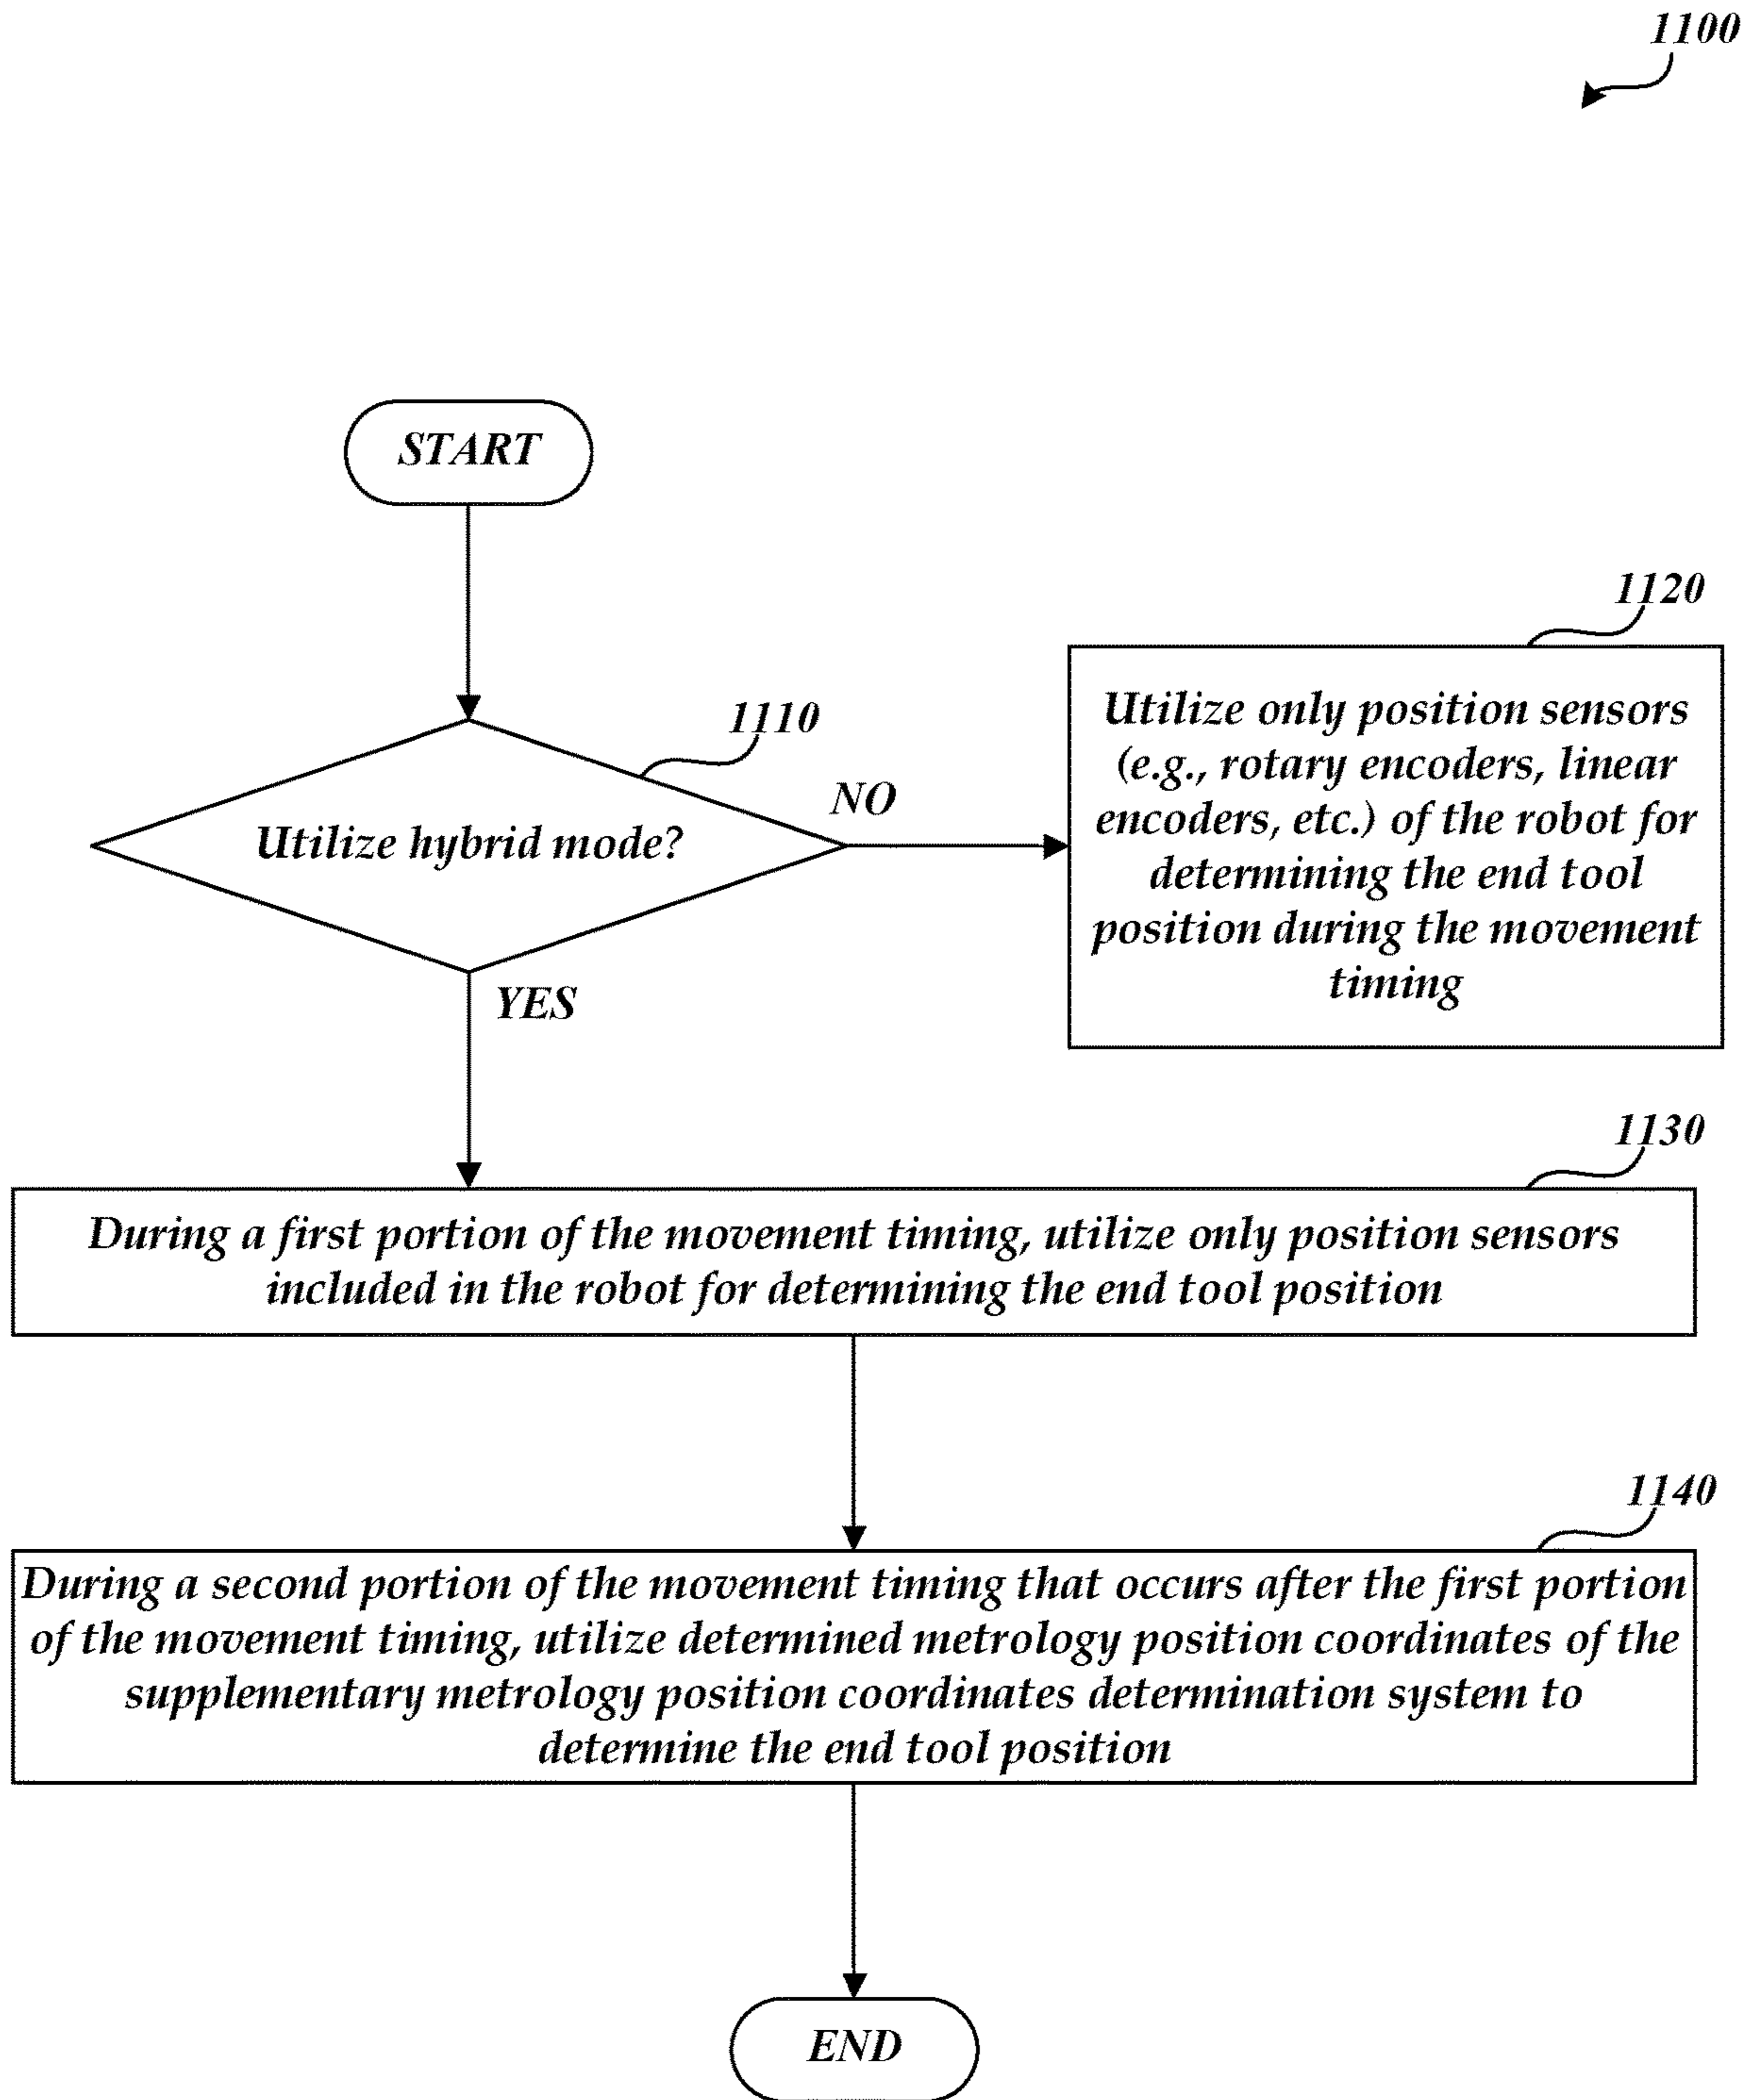 1100
START
1110
Utilize hybrid mode?
NO
1120
Utilize only position sensors
(e.g., rotary encoders, linear
encoders, etc.) of the robot for
determining the end tool
position during the movement
timing
YES
1130
During a first portion of the movement timing, utilize only position sensors
included in the robot for determining the end tool position
1140
During a second portion of the movement timing that occurs after the first portion
of the movement timing, utilize determined metrology position coordinates of the
supplementary metrology position coordinates determination system to
determine the end tool position
END